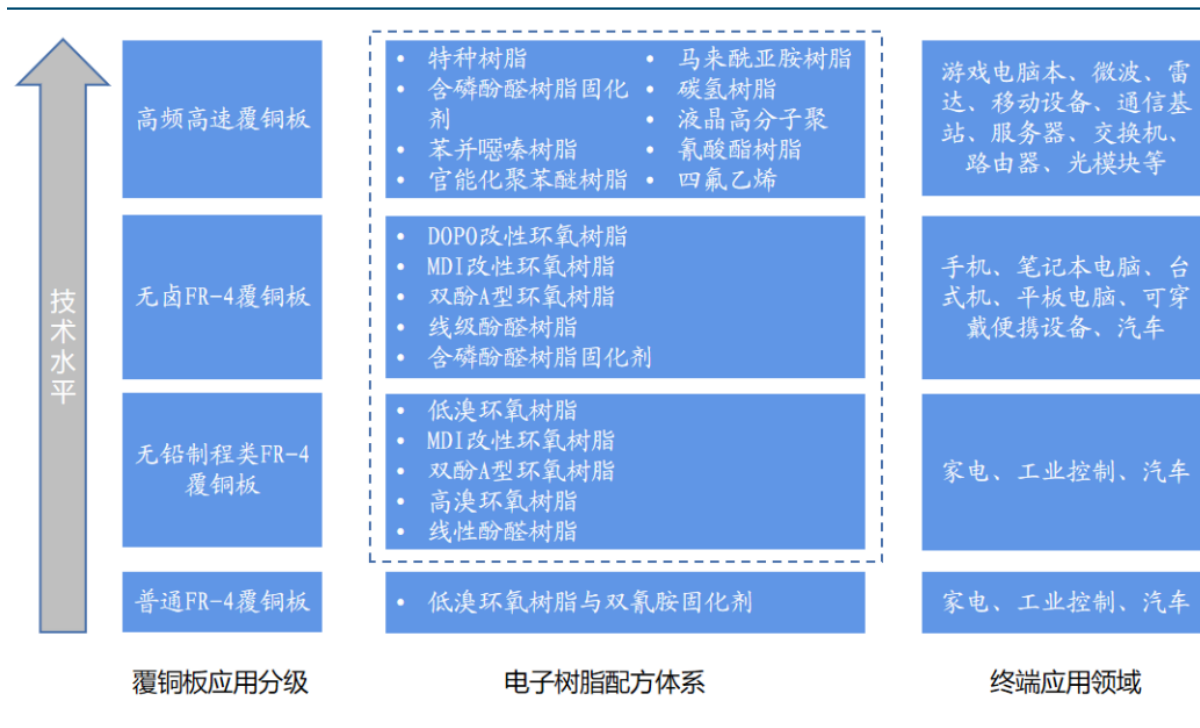 技术水平
高频高速覆铜板
• 特种树脂
• 含磷酚醛树脂固化
剂
• 苯并噁嗪树脂
• 官能化聚苯醚树脂
• 马来酰亚胺树脂
• 碳氢树脂
• 液晶高分子聚
• 氰酸酯树脂
• 四氟乙烯
游戏电脑本、微波、雷
达、移动设备、通信基
站、服务器、交换机、
路由器、光模块等
无卤FR-4覆铜板
• DOPO改性环氧树脂
• MDI改性环氧树脂
• 双酚A型环氧树脂
• 线级酚醛树脂
• 含磷酚醛树脂固化剂
手机、笔记本电脑、台
式机、平板电脑、可穿
戴便携设备、汽车
无铅制程类FR-4
覆铜板
• 低溴环氧树脂
• MDI改性环氧树脂
• 双酚A型环氧树脂
• 高溴环氧树脂
• 线性酚醛树脂
家电、工业控制、汽车
普通FR-4覆铜板
• 低溴环氧树脂与双氰胺固化剂
家电、工业控制、汽车
覆铜板应用分级
电子树脂配方体系
终端应用领域